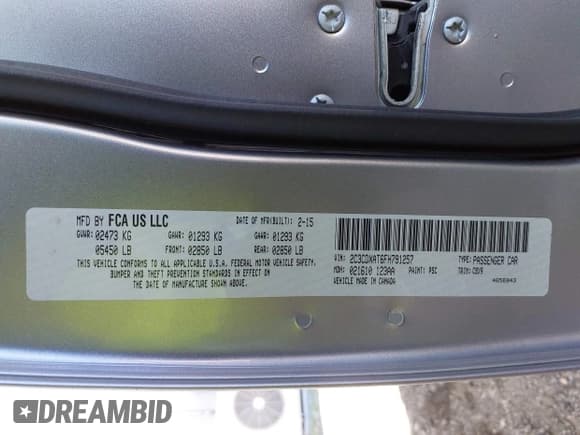 MFD BY FCA US LLC DATE OF MFR(BUILT): 2-15
GVWR: 02473 KG GAWR: 01293 KG GAWR: 01293 KG
05450 LB FRONT: 02850 LB REAR: 02850 LB
THIS VEHICLE CONFORMS TO ALL APPLICABLE U.S.A. FEDERAL MOTOR VEHICLE SAFETY,
BUMPER AND THEFT PREVENTION STANDARDS IN EFFECT ON
THE DATE OF MANUFACTURE SHOWN ABOVE.
VIN: 2C3CDXAT6FH791257 TYPE: PASSENGER CAR
MDH: 021610 123AA PAINT: PSC TRIM: CDX9
VEHICLE MADE IN CANADA 4656943
DREAMBID